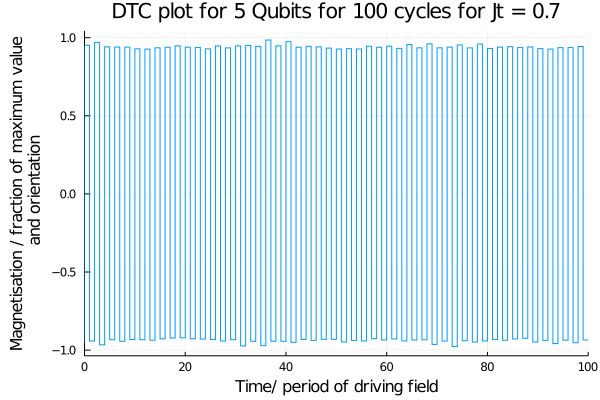 DTC plot for 5 Qubits for 100 cycles for Jt = 0.7
Magnetisation / fraction of maximum value
and orientation
1.0
0.5
0.0
−0.5
−1.0
0 20 40 60 80 100
Time/ period of driving field